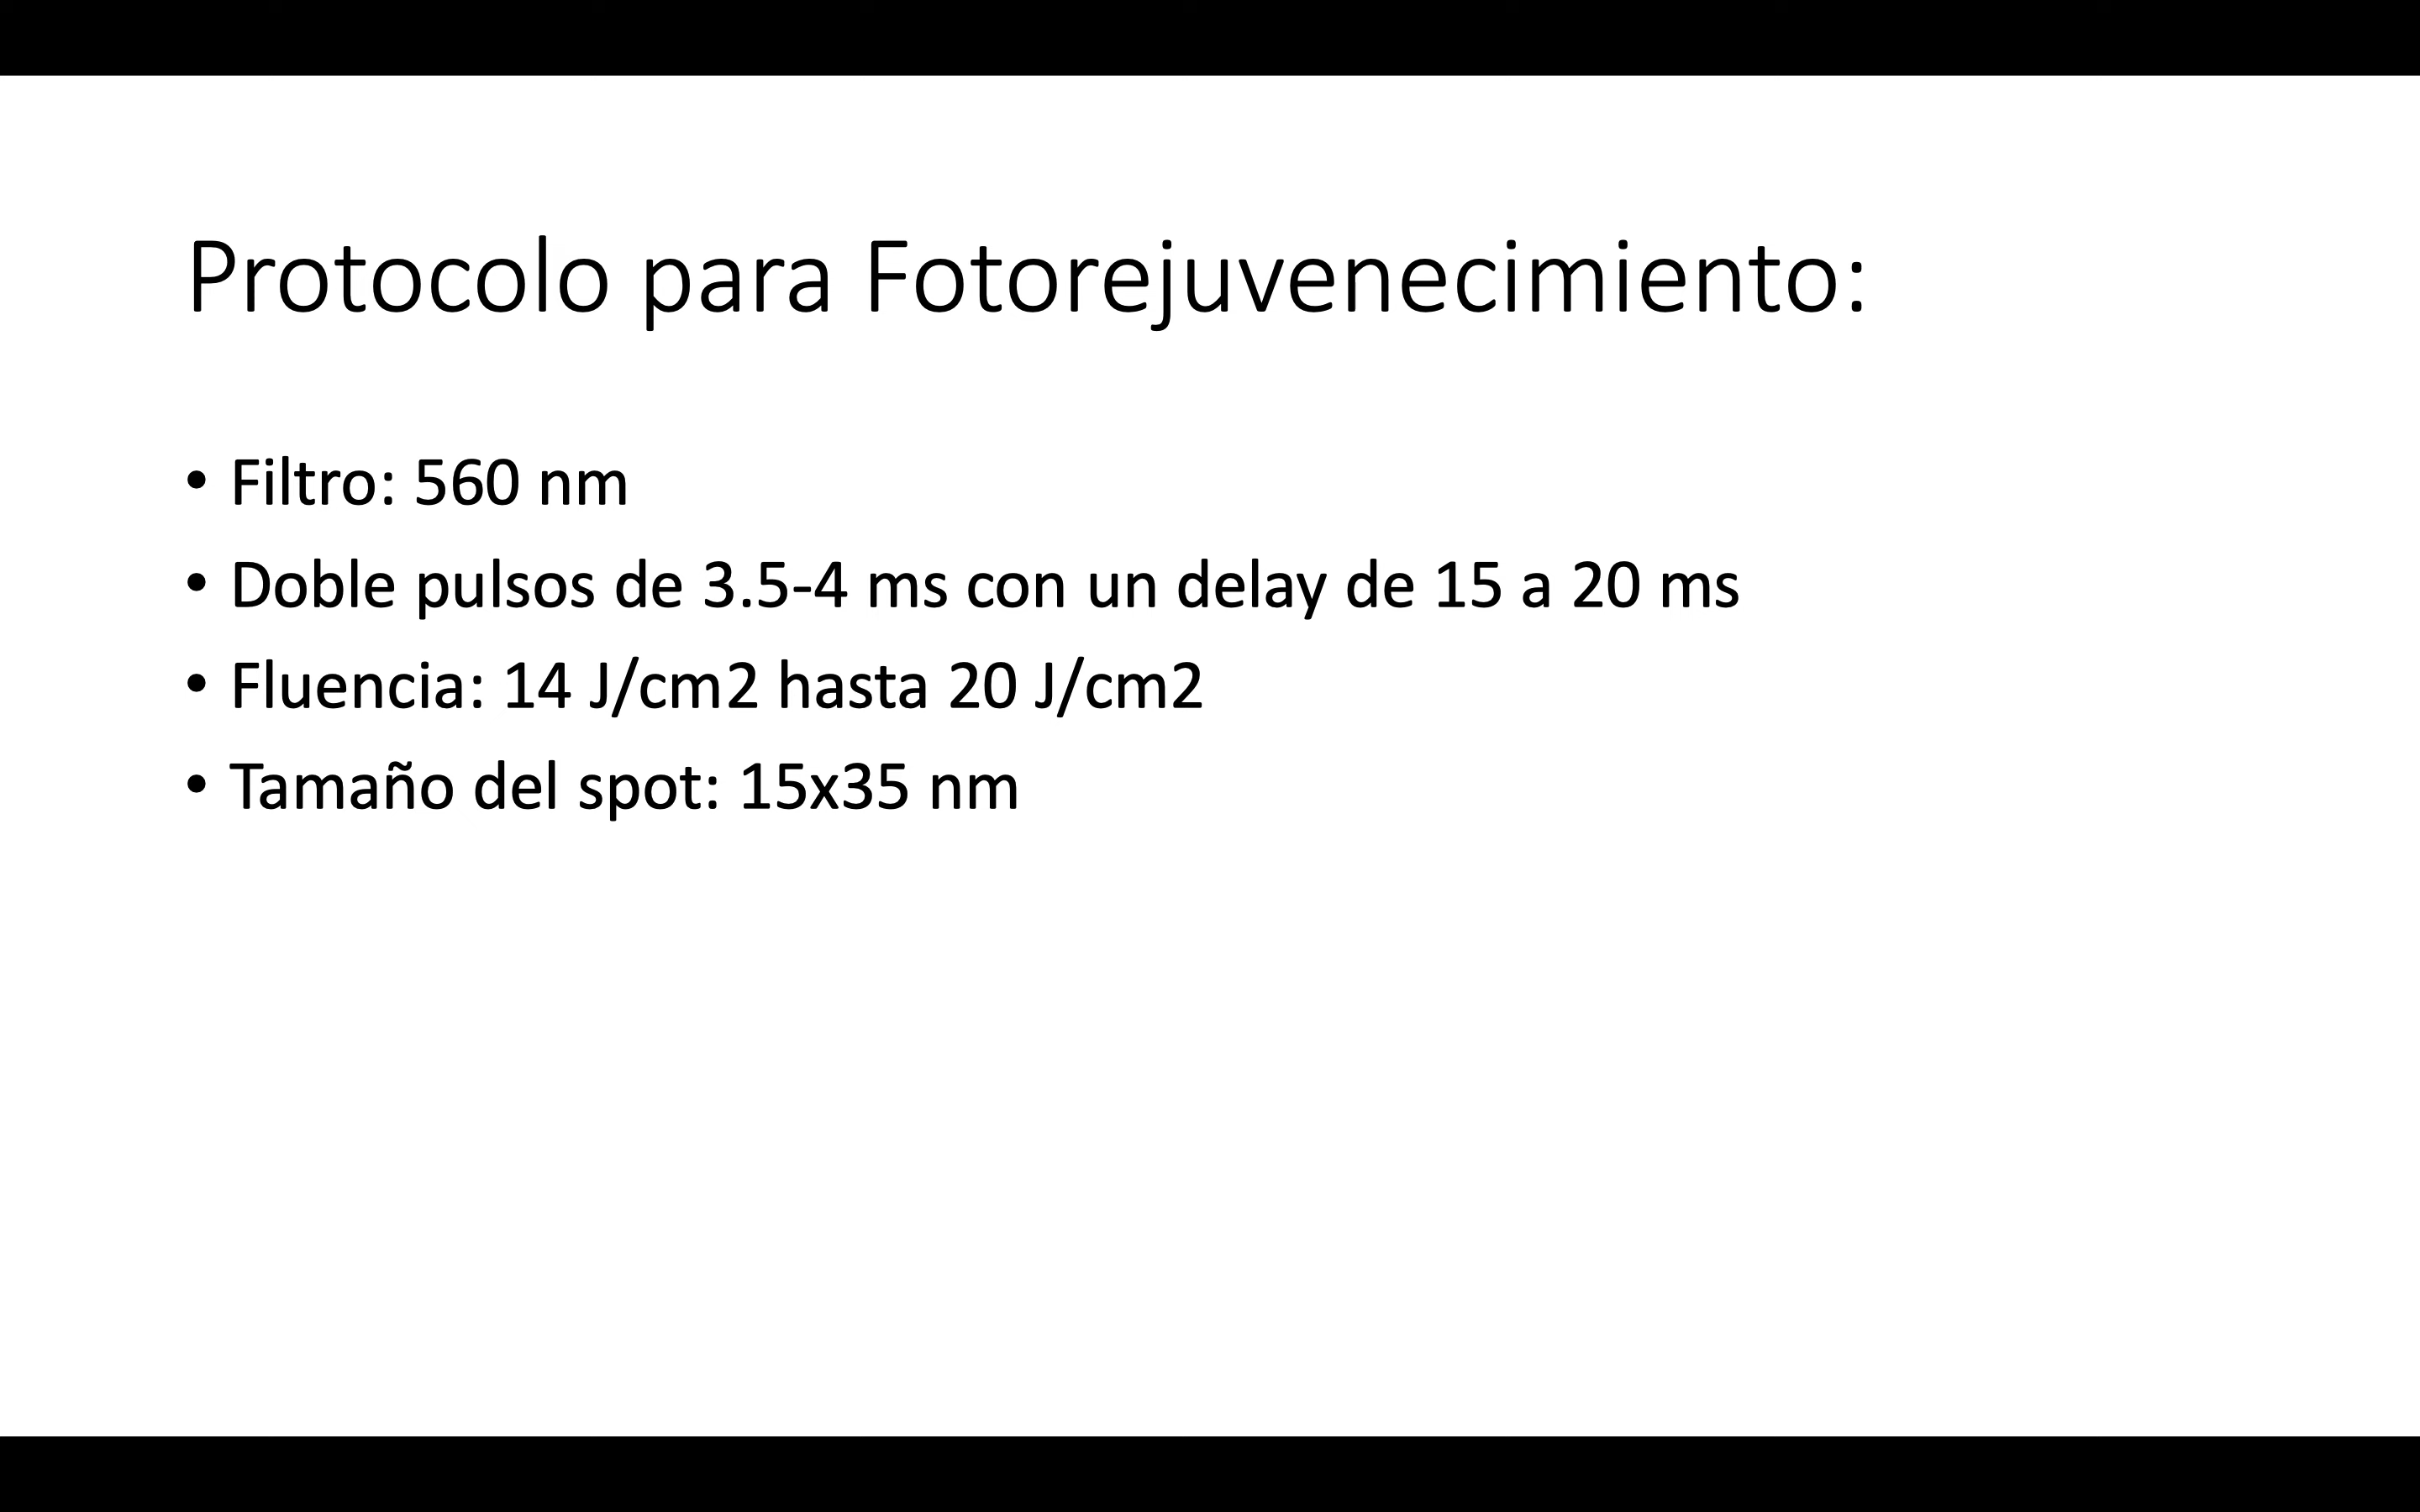 Protocolo para Fotorejuvenecimiento:
• Filtro: 560 nm
• Doble pulsos de 3.5-4 ms con un delay de 15 a 20 ms
• Fluencia: 14 J/cm2 hasta 20 J/cm2
• Tamaño del spot: 15x35 nm